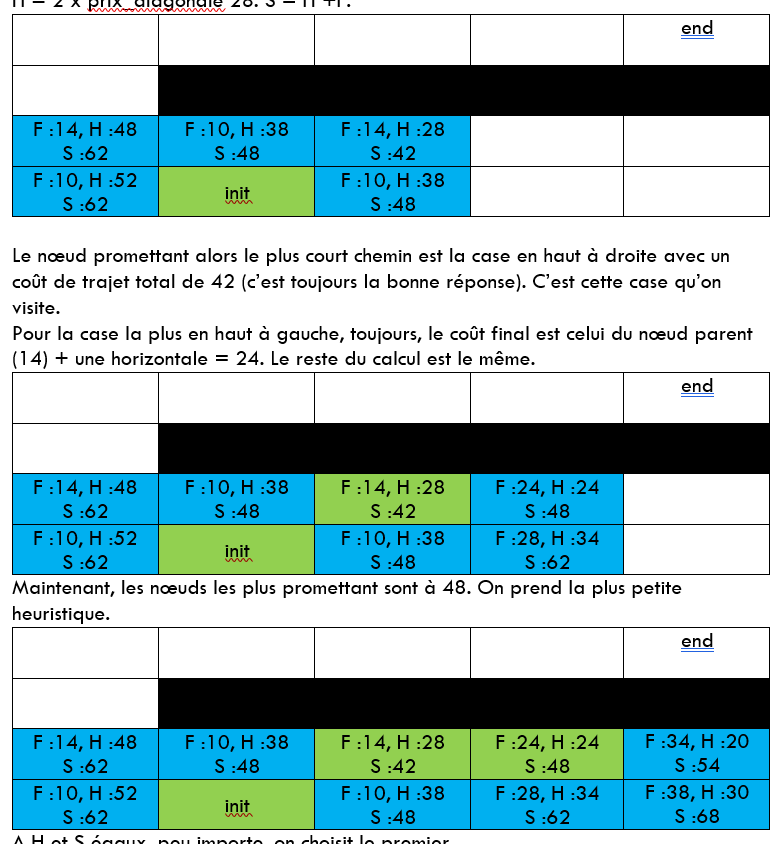 H = 2 x prix_diagonale 28. S = H +F.
end
F :14, H :48 F :10, H :38 F :14, H :28
S :62 S :48 S :42
F :10, H :52 init F :10, H :38
S :62 S :48
Le nœud promettant alors le plus court chemin est la case en haut à droite avec un
coût de trajet total de 42 (c’est toujours la bonne réponse). C’est cette case qu’on
visite.
Pour la case la plus en haut à gauche, toujours, le coût final est celui du nœud parent
(14) + une horizontale = 24. Le reste du calcul est le même.
end
F :14, H :48 F :10, H :38 F :14, H :28 F :24, H :24
S :62 S :48 S :42 S :48
F :10, H :52 init F :10, H :38 F :28, H :34
S :62 S :48 S :62
Maintenant, les nœuds les plus promettant sont à 48. On prend la plus petite
heuristique.
end
F :14, H :48 F :10, H :38 F :14, H :28 F :24, H :24 F :34, H :20
S :62 S :48 S :42 S :48 S :54
F :10, H :52 init F :10, H :38 F :28, H :34 F :38, H :30
S :62 S :48 S :62 S :68
A H et S égaux, peu importe, on choisit le premier